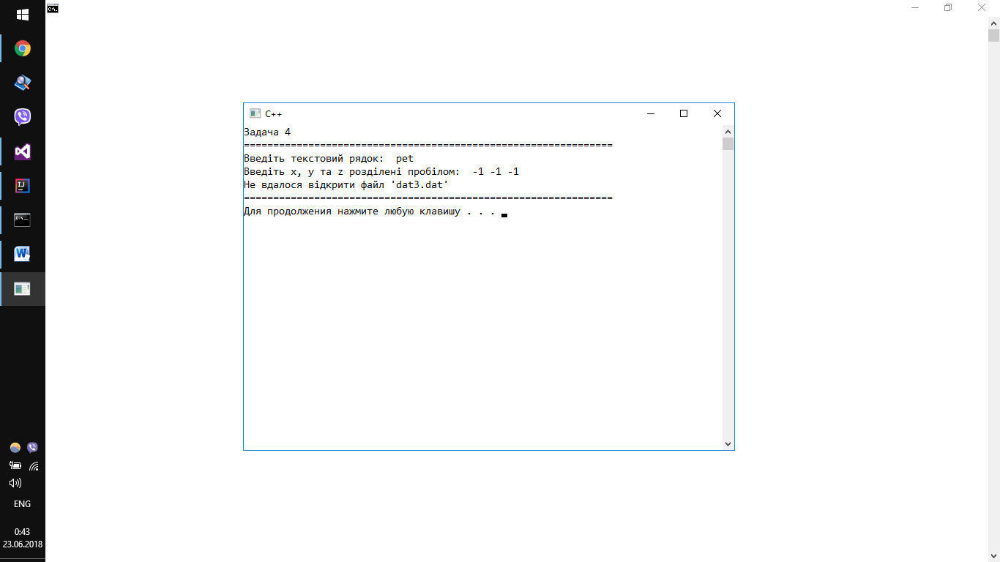 C++
Задача 4
===============================================================
Введіть текстовий рядок:  pet
Введіть x, y та z розділені пробілом:  -1 -1 -1
Не вдалося відкрити файл 'dat3.dat'
===============================================================
Для продолжения нажмите любую клавишу . . .
ENG
0:43
23.06.2018